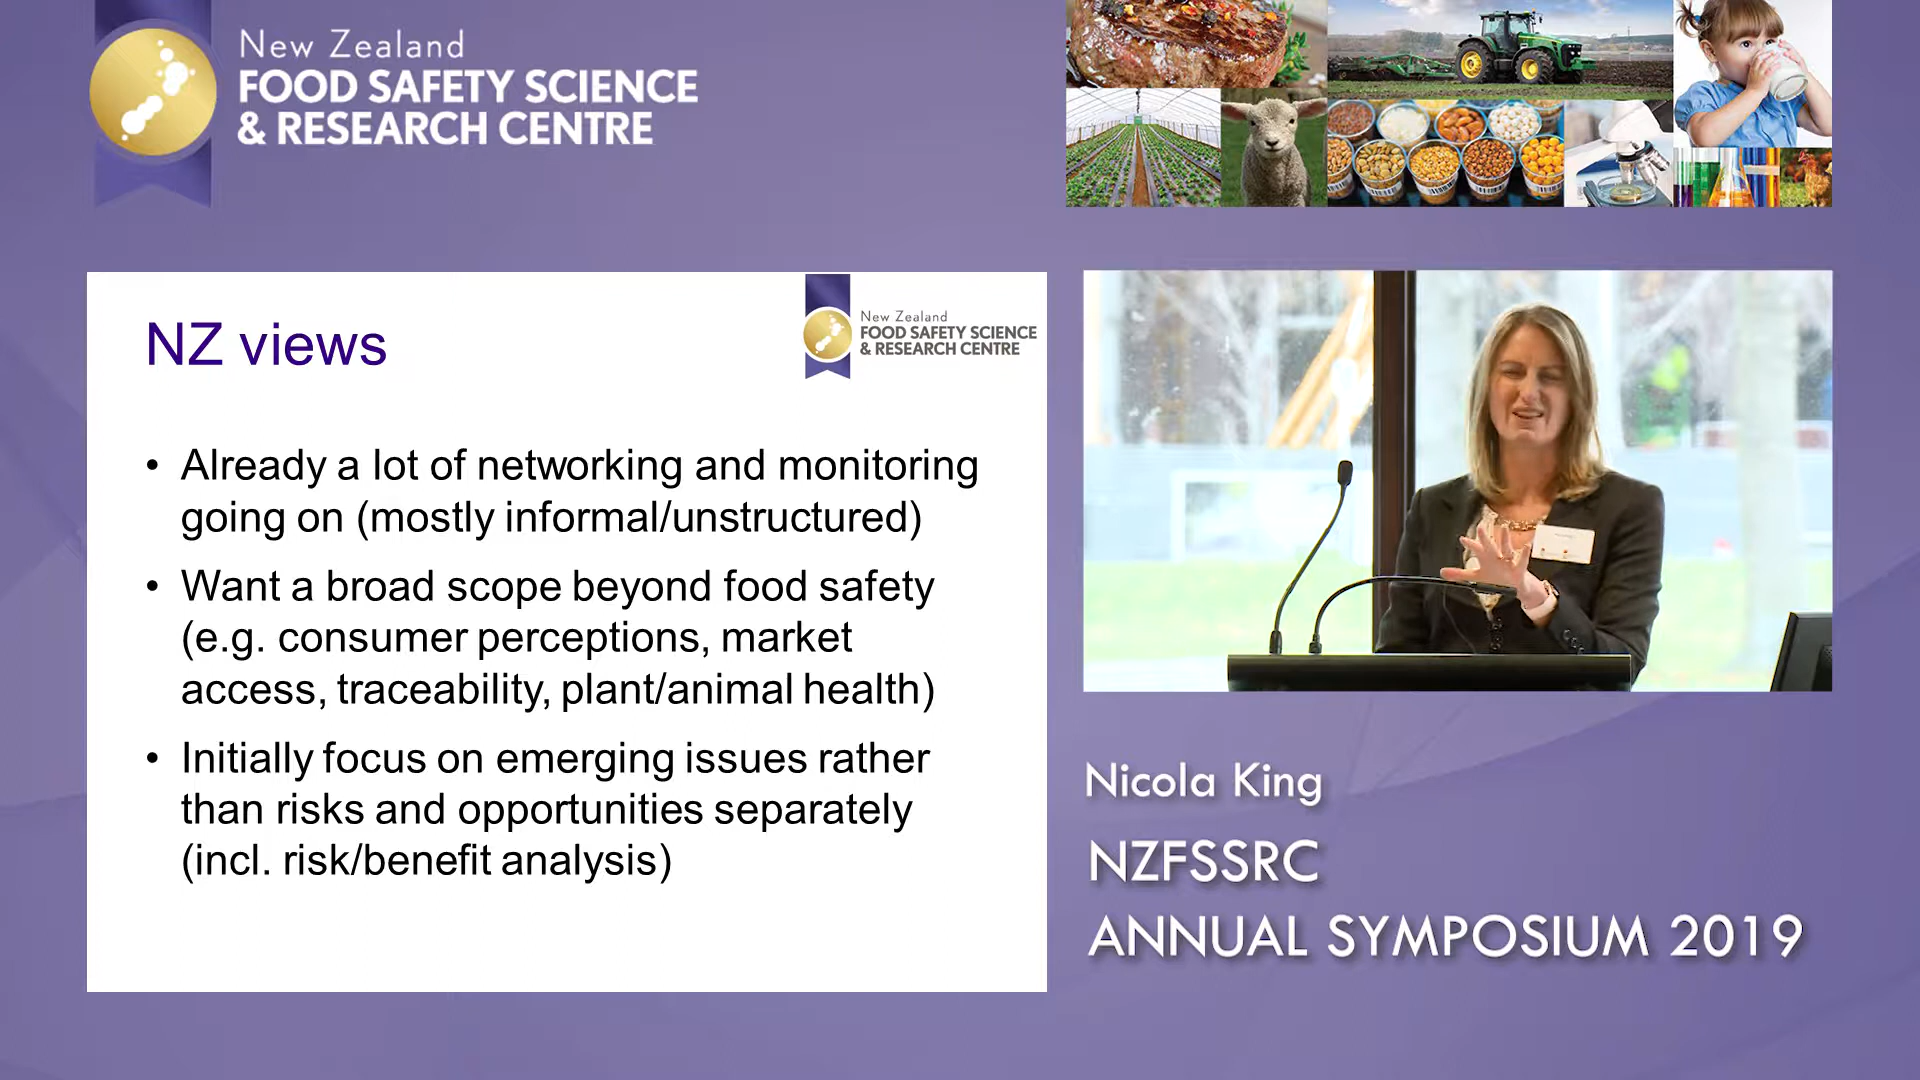 New Zealand
FOOD SAFETY SCIENCE
& RESEARCH CENTRE
NZ views
New Zealand
FOOD SAFETY SCIENCE
& RESEARCH CENTRE
• Already a lot of networking and monitoring
going on (mostly informal/unstructured)
• Want a broad scope beyond food safety
(e.g. consumer perceptions, market
access, traceability, plant/animal health)
• Initially focus on emerging issues rather
than risks and opportunities separately
(incl. risk/benefit analysis)
Nicola King
NZFSSRC
ANNUAL SYMPOSIUM 2019